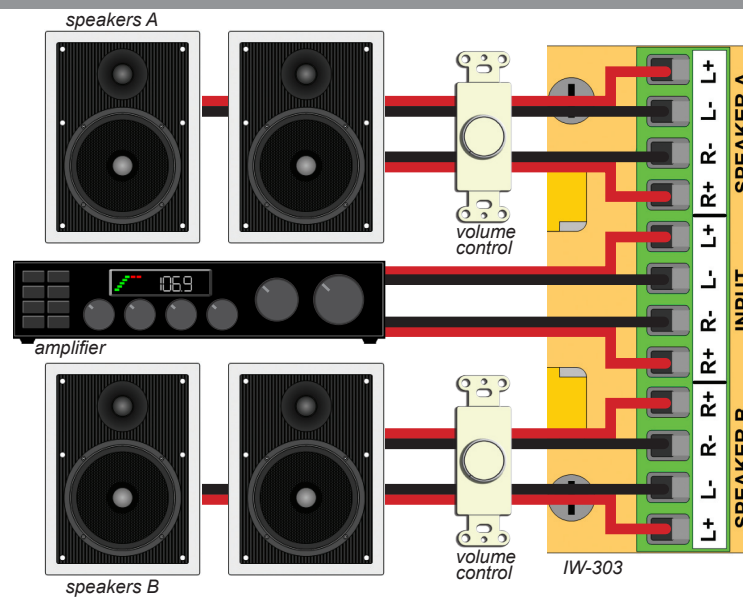 speakers A
volume
control
106.9
amplifier
L+
L-
R-
R+
SPEAKER A
L+
L-
R-
R+
INPUT
R+
R-
L-
L+
SPEAKER B
volume
control
IW-303
speakers B